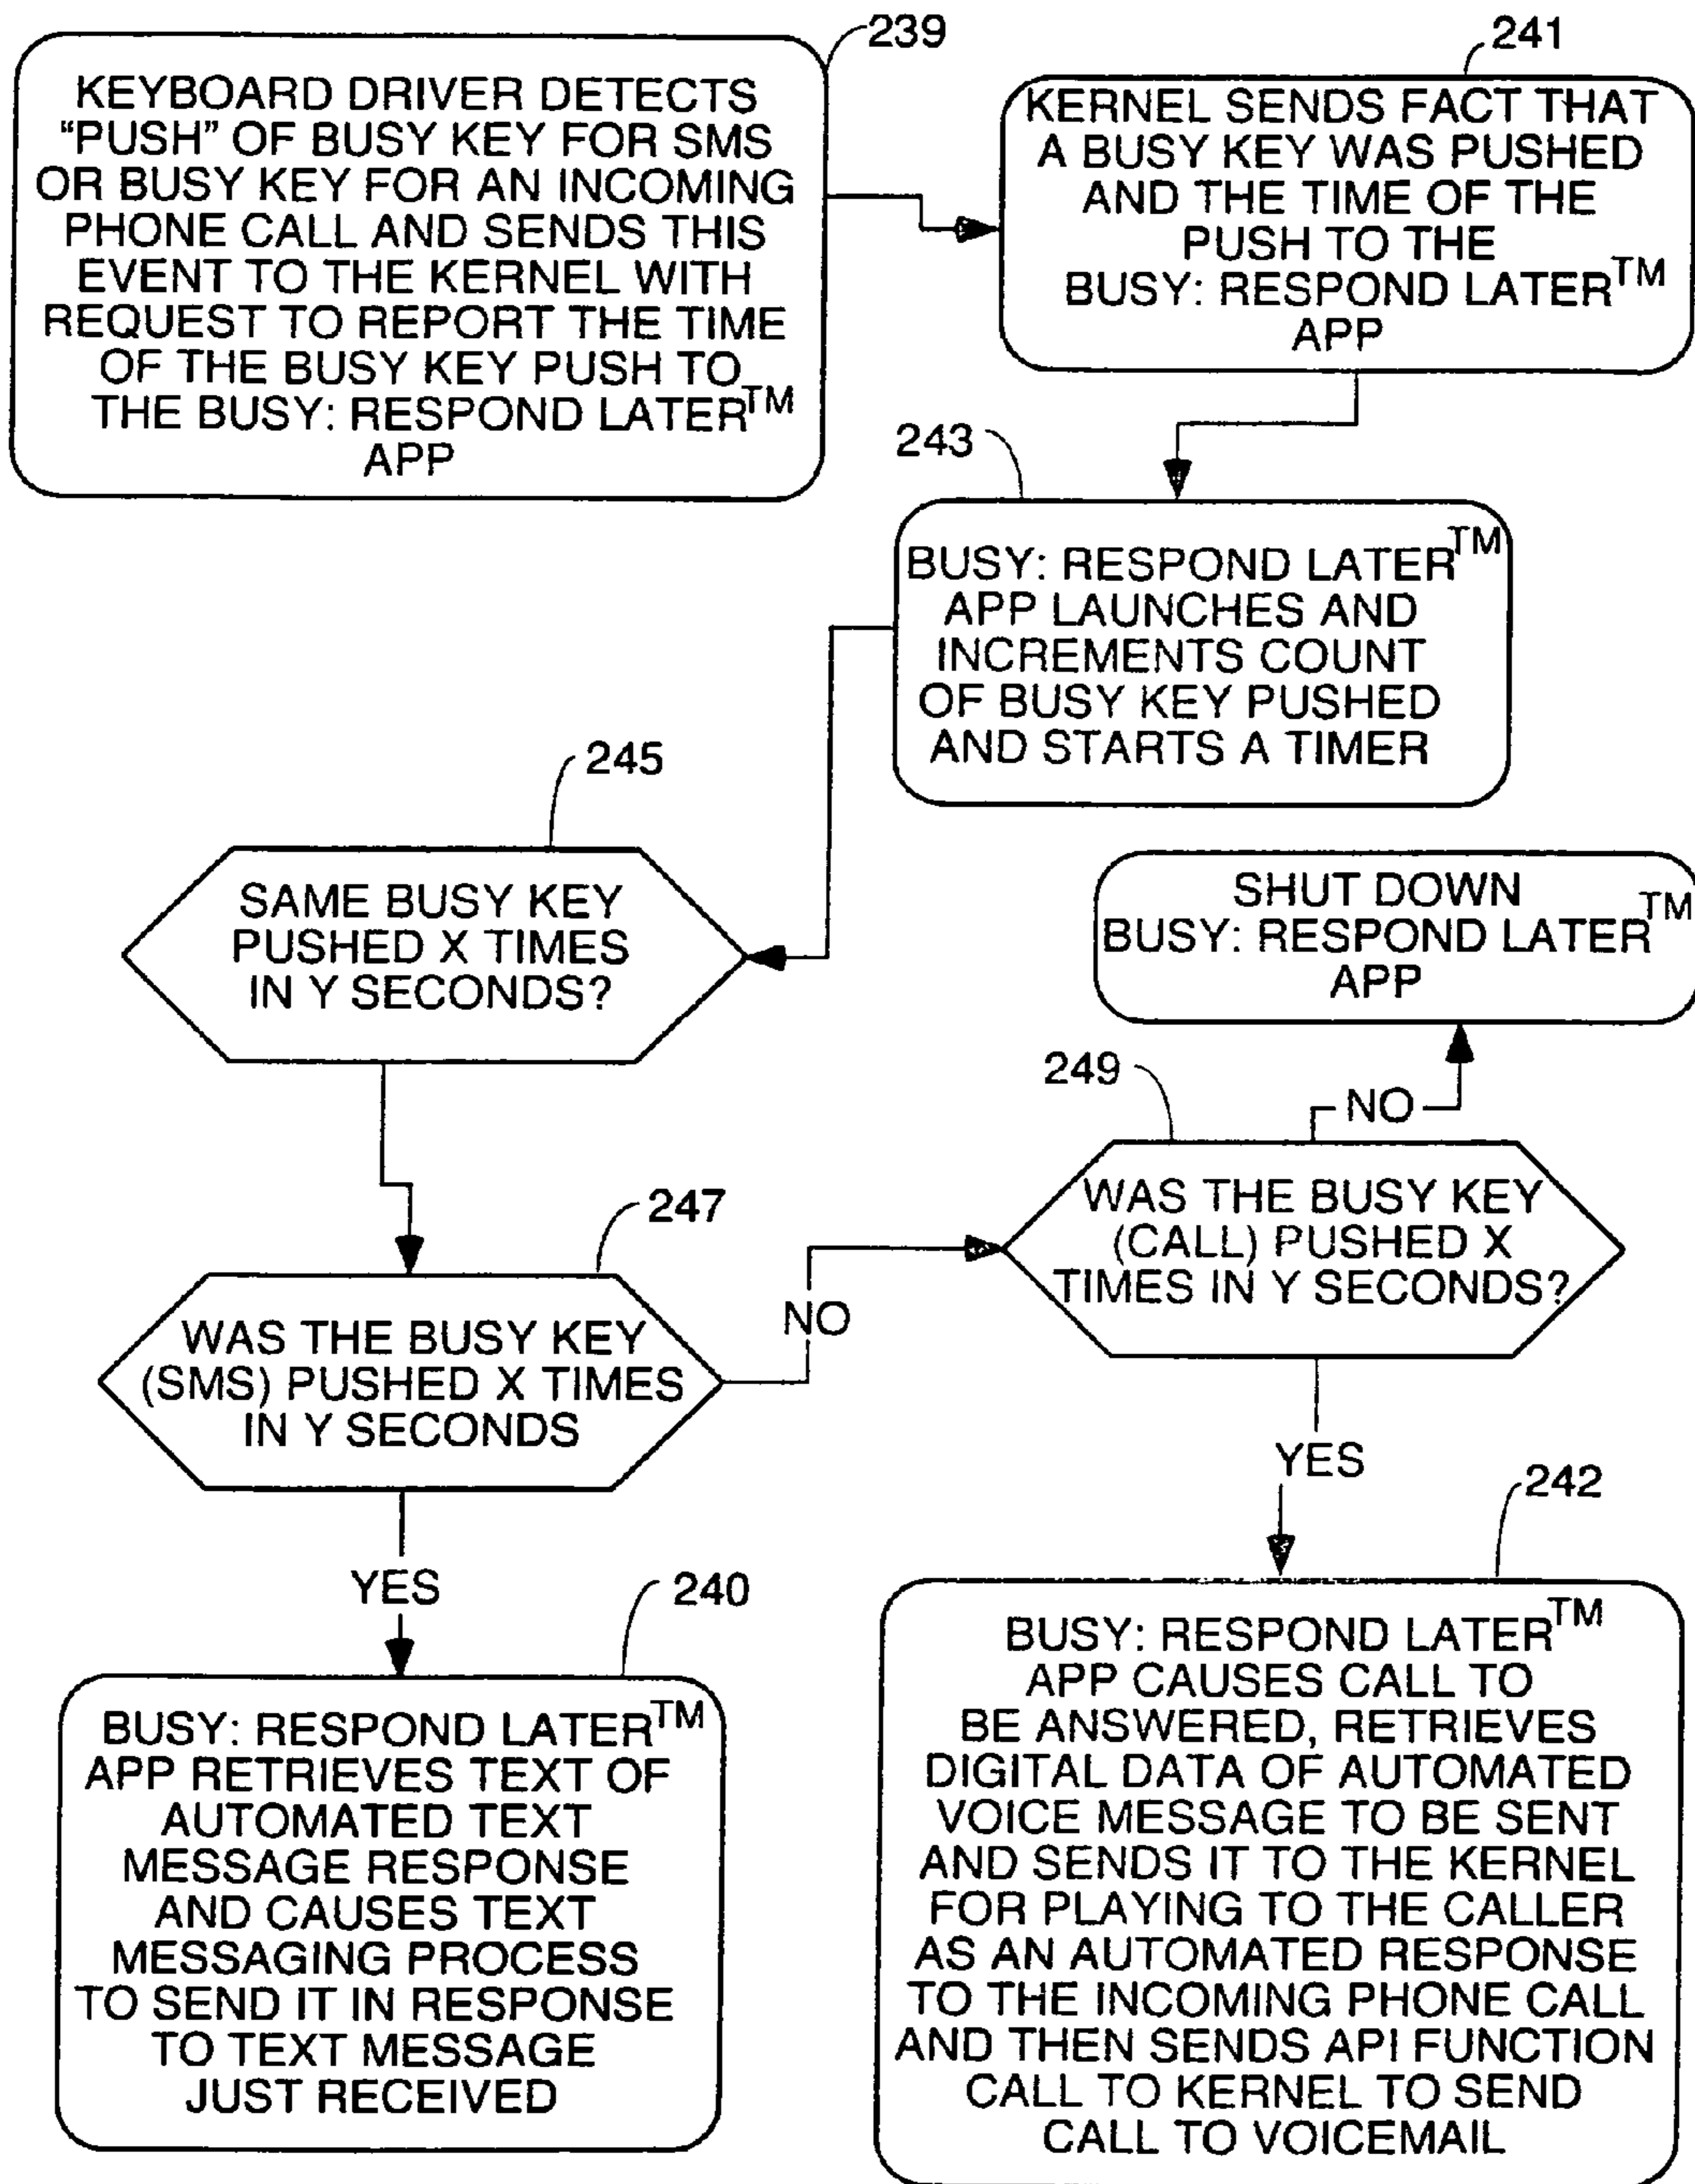 239
KEYBOARD DRIVER DETECTS
“PUSH” OF BUSY KEY FOR SMS
OR BUSY KEY FOR AN INCOMING
PHONE CALL AND SENDS THIS
EVENT TO THE KERNEL WITH
REQUEST TO REPORT THE TIME
OF THE BUSY KEY PUSH TO
THE BUSY: RESPOND LATER™
APP
241
KERNEL SENDS FACT THAT
A BUSY KEY WAS PUSHED
AND THE TIME OF THE
PUSH TO THE
BUSY: RESPOND LATER™
APP
243
BUSY: RESPOND LATER™
APP LAUNCHES AND
INCREMENTS COUNT
OF BUSY KEY PUSHED
AND STARTS A TIMER
245
SAME BUSY KEY
PUSHED X TIMES
IN Y SECONDS?
SHUT DOWN
BUSY: RESPOND LATER™
APP
247
WAS THE BUSY KEY
(SMS) PUSHED X TIMES
IN Y SECONDS
NO
249
NO
WAS THE BUSY KEY
(CALL) PUSHED X
TIMES IN Y SECONDS?
YES
240
BUSY: RESPOND LATER™
APP RETRIEVES TEXT OF
AUTOMATED TEXT
MESSAGE RESPONSE
AND CAUSES TEXT
MESSAGING PROCESS
TO SEND IT IN RESPONSE
TO TEXT MESSAGE
JUST RECEIVED
YES
242
BUSY: RESPOND LATER™
APP CAUSES CALL TO
BE ANSWERED, RETRIEVES
DIGITAL DATA OF AUTOMATED
VOICE MESSAGE TO BE SENT
AND SENDS IT TO THE KERNEL
FOR PLAYING TO THE CALLER
AS AN AUTOMATED RESPONSE
TO THE INCOMING PHONE CALL
AND THEN SENDS API FUNCTION
CALL TO KERNEL TO SEND
CALL TO VOICEMAIL